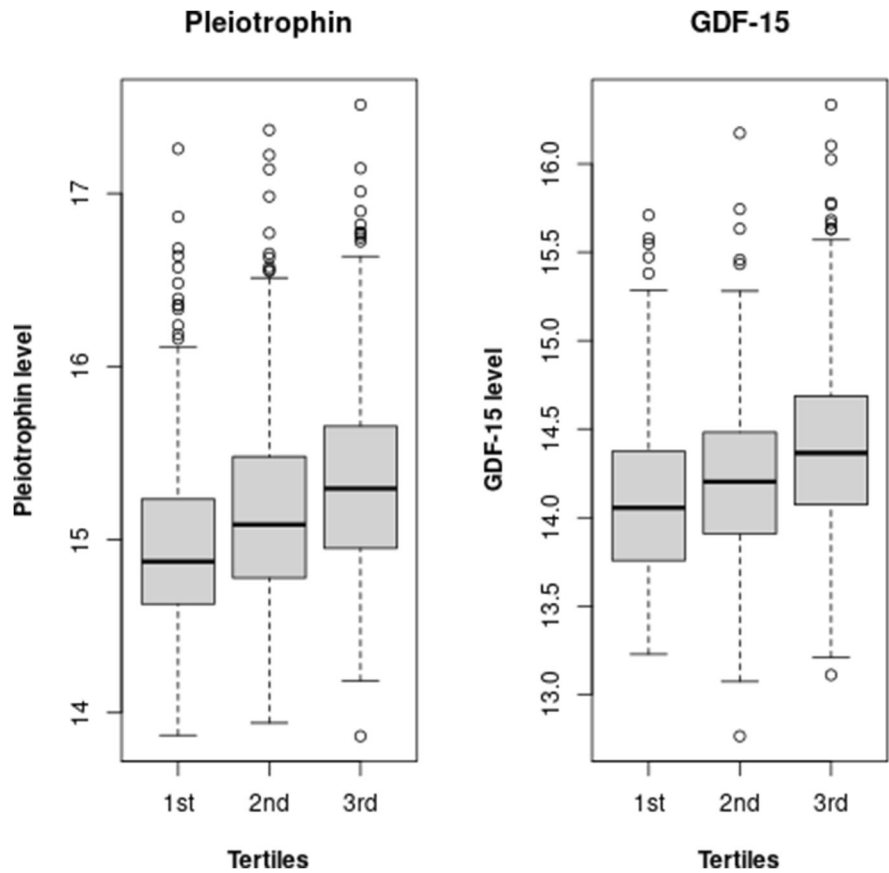 Pleiotrophin
Pleiotrophin level
17
16
15
14
1st 2nd 3rd
Tertiles
GDF-15
GDF-15 level
16.0
15.5
15.0
14.5
14.0
13.5
13.0
1st 2nd 3rd
Tertiles